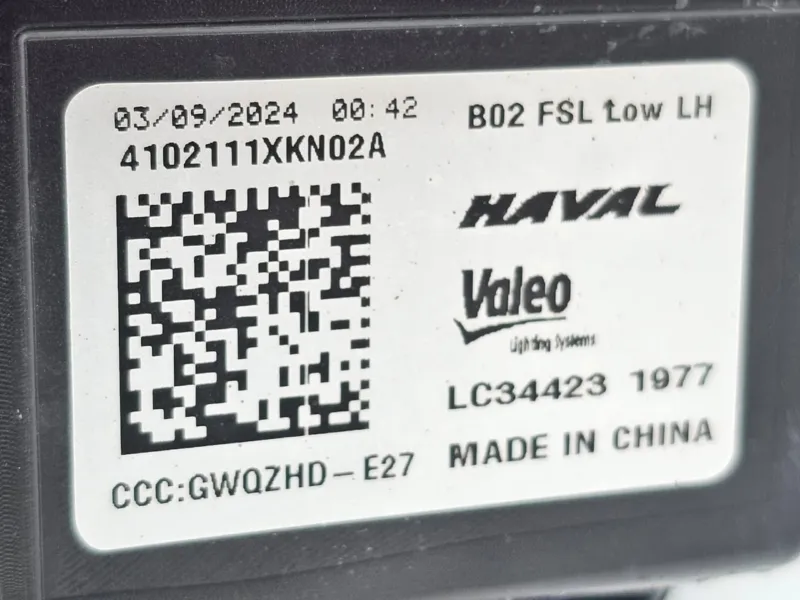 03/09/2024 00:42
4102111XKN02A
B02 FSL Low LH
HAVAL
Valeo
Lighting Systems
LC34423 1977
MADE IN CHINA
CCC:GWQZHD-E27